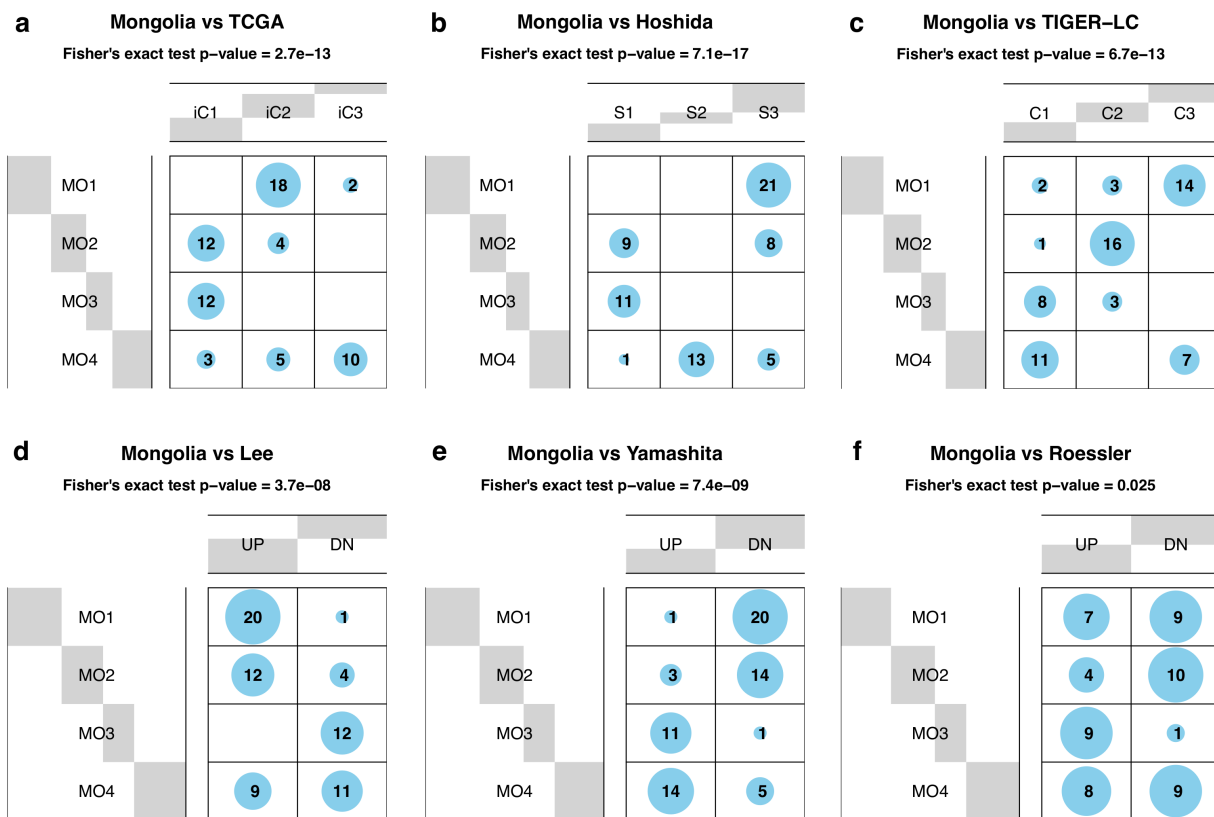 a Mongolia vs TCGA
Fisher's exact test p−value = 2.7e−13
iC1 iC2 iC3
MO1 18 2
MO2 12 4
MO3 12
MO4 3 5 10
b Mongolia vs Hoshida
Fisher's exact test p−value = 7.1e−17
S1 S2 S3
MO1 21
MO2 9 8
MO3 11
MO4 1 13 5
c Mongolia vs TIGER−LC
Fisher's exact test p−value = 6.7e−13
C1 C2 C3
MO1 2 3 14
MO2 1 16
MO3 8 3
MO4 11 7
d Mongolia vs Lee
Fisher's exact test p−value = 3.7e−08
UP DN
MO1 20 1
MO2 12 4
MO3 12
MO4 9 11
e Mongolia vs Yamashita
Fisher's exact test p−value = 7.4e−09
UP DN
MO1 1 20
MO2 3 14
MO3 11 1
MO4 14 5
f Mongolia vs Roessler
Fisher's exact test p−value = 0.025
UP DN
MO1 7 9
MO2 4 10
MO3 9 1
MO4 8 9